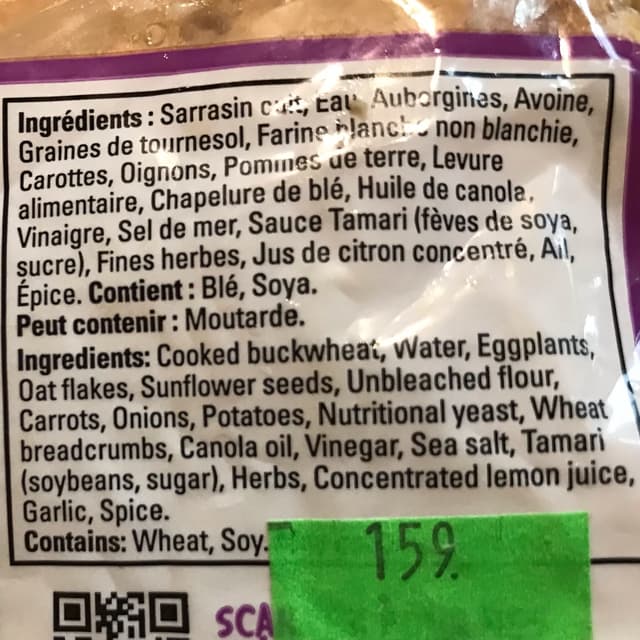 Ingrédients : Sarrasin cuit, Eau, Aubergines, Avoine,
Graines de tournesol, Farine blanche non blanchie,
Carottes, Oignons, Pommes de terre, Levure
alimentaire, Chapelure de blé, Huile de canola,
Vinaigre, Sel de mer, Sauce Tamari (fèves de soya,
sucre), Fines herbes, Jus de citron concentré, Ail,
Épice. Contient : Blé, Soya.
Peut contenir : Moutarde.
Ingredients: Cooked buckwheat, Water, Eggplants,
Oat flakes, Sunflower seeds, Unbleached flour,
Carrots, Onions, Potatoes, Nutritional yeast, Wheat
breadcrumbs, Canola oil, Vinegar, Sea salt, Tamari
(soybeans, sugar), Herbs, Concentrated lemon juice,
Garlic, Spice.
Contains: Wheat, Soy.
159.
SCA